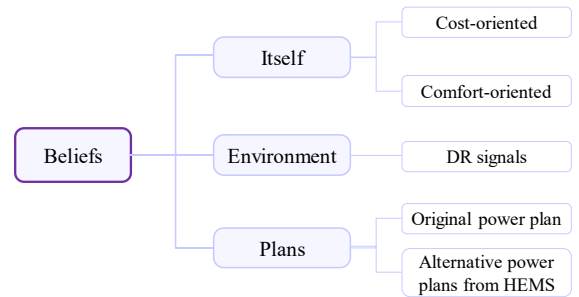 Beliefs
Itself
Cost-oriented
Comfort-oriented
Environment
DR signals
Plans
Original power plan
Alternative power
plans from HEMS